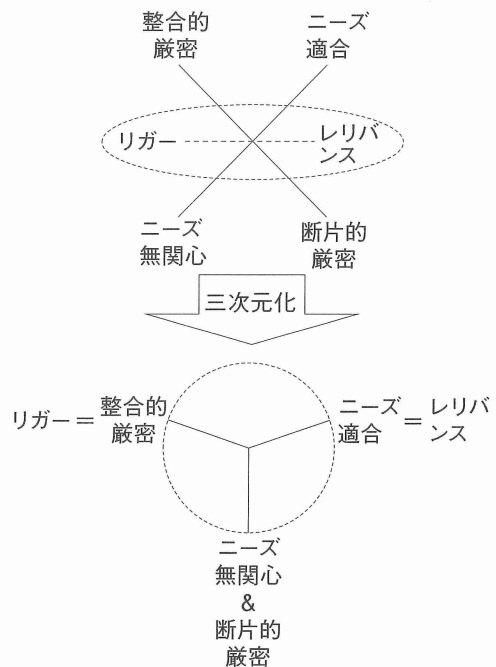 整合的
厳密
ニーズ
適合
リガー
レリバ
ンス
ニーズ
無関心
断片的
厳密
三次元化
リガー＝整合的
厳密
ニーズ
適合
＝レリバ
ンス
ニーズ
無関心
&
断片的
厳密